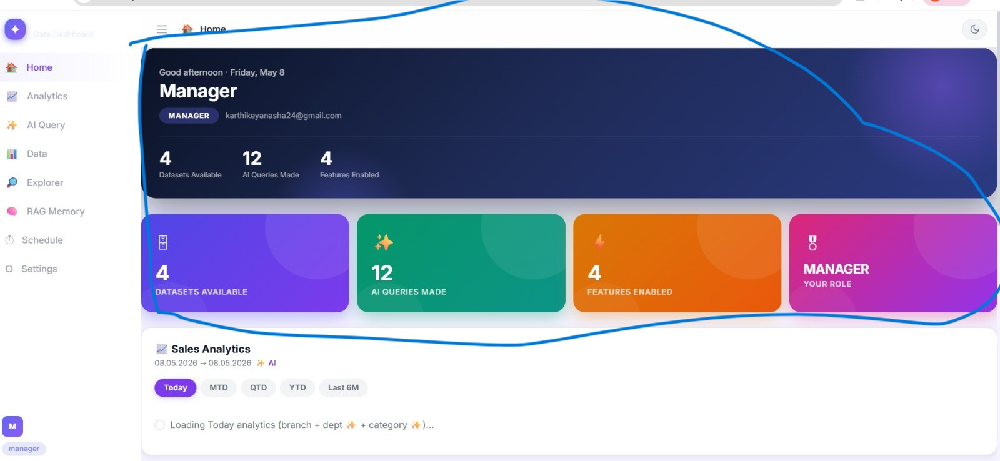 Data Dashboard
Home
Analytics
AI Query
Data
Explorer
RAG Memory
Schedule
Settings
M
manager
Home
Good afternoon · Friday, May 8
Manager
MANAGER karthikeyanasha24@gmail.com
4 12 4
Datasets Available AI Queries Made Features Enabled
4
DATASETS AVAILABLE
12
AI QUERIES MADE
4
FEATURES ENABLED
MANAGER
YOUR ROLE
Sales Analytics
08.05.2026 → 08.05.2026 ✨ AI
Today MTD QTD YTD Last 6M
Loading Today analytics (branch + dept ✨ + category ✨)...